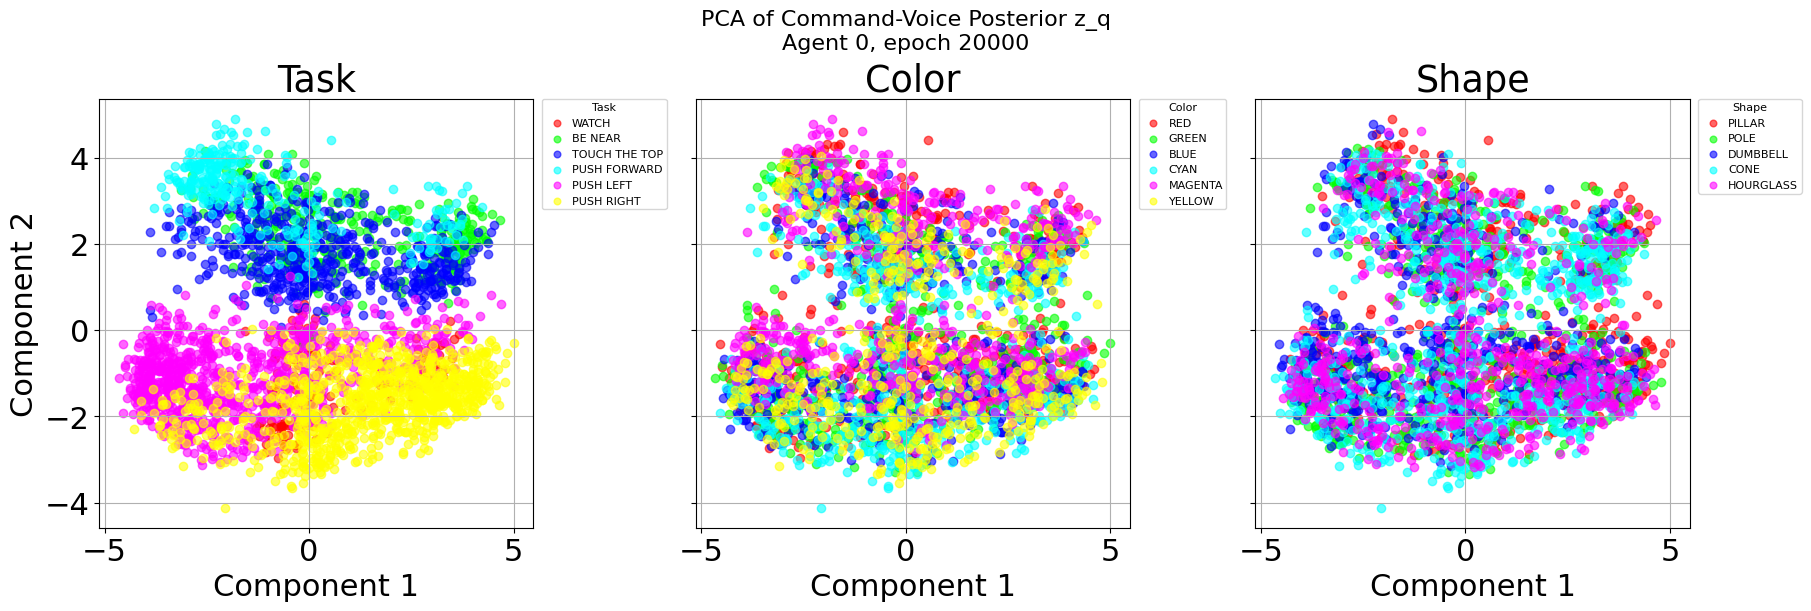 PCA of Command-Voice Posterior z_q
Agent 0, epoch 20000
Task
Component 2
4
2
0
−2
−4
−5
0
5
Component 1
Task
WATCH
BE NEAR
TOUCH THE TOP
PUSH FORWARD
PUSH LEFT
PUSH RIGHT
Color
−5
0
5
Component 1
Color
RED
GREEN
BLUE
CYAN
MAGENTA
YELLOW
Shape
−5
0
5
Component 1
Shape
PILLAR
POLE
DUMBBELL
CONE
HOURGLASS